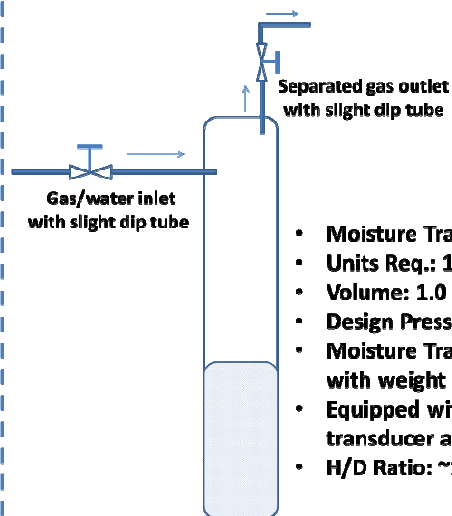 Separated gas outlet
with slight dip tube
Gas/water inlet
with slight dip tube
• Moisture Tra
• Units Req.: 1
• Volume: 1.0
• Design Press
• Moisture Tra
with weight
• Equipped wi
transducer a
• H/D Ratio: ~